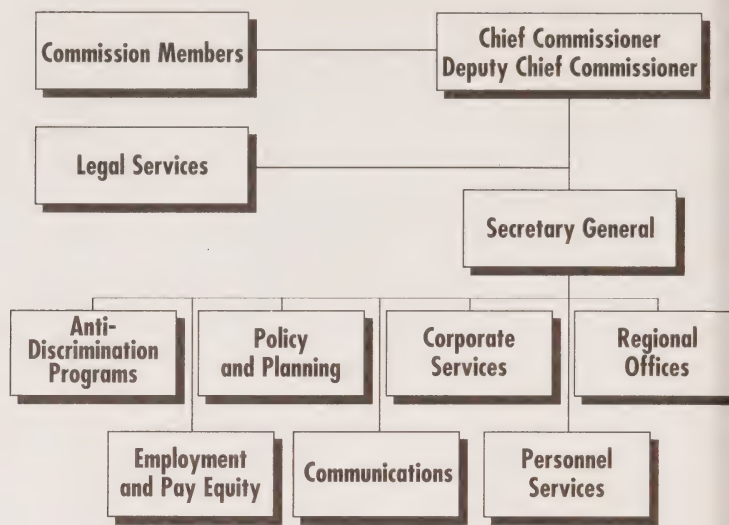 Commission Members
Chief Commissioner
Deputy Chief Commissioner
Legal Services
Secretary General
Anti-
Discrimination
Programs
Policy
and Planning
Corporate
Services
Regional
Offices
Employment
and Pay Equity
Communications
Personnel
Services